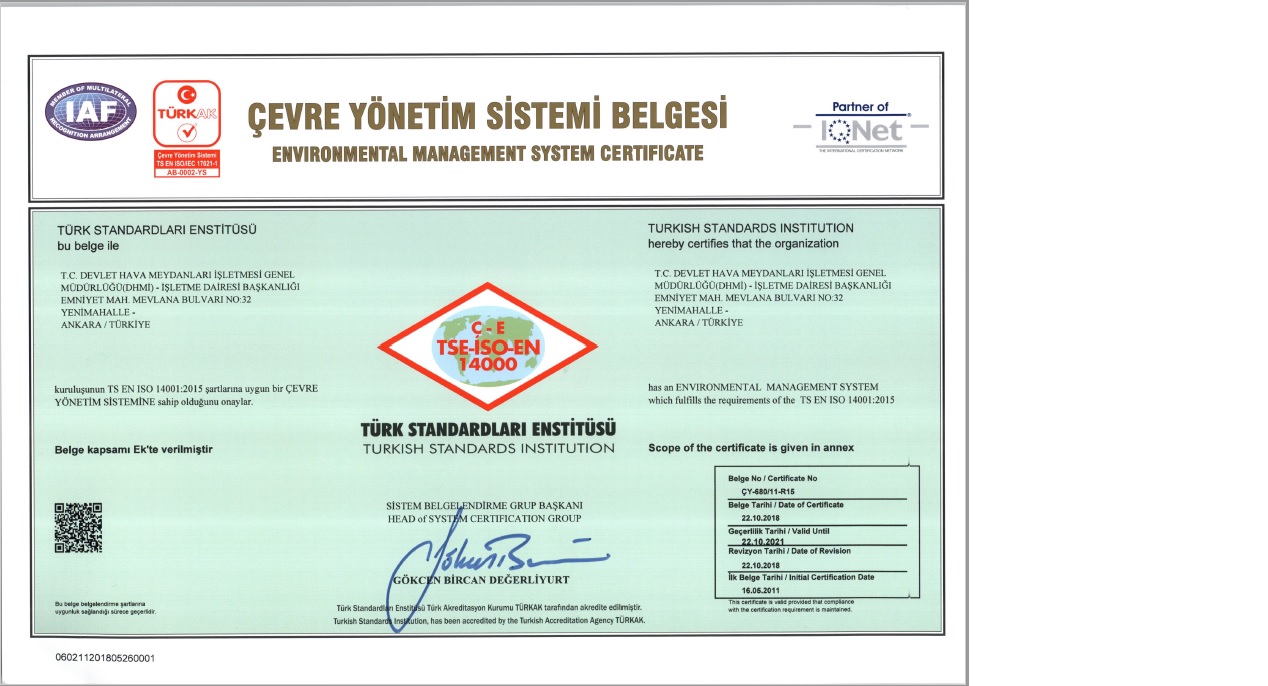 MEMBER OF MULTILATERAL
IAF
RECOGNITION ARRANGEMENT
TÜRKAK
Çevre Yönetim Sistemi
TS EN ISO/IEC 17021-1
AB-0002-YS
ÇEVRE YÖNETİM SİSTEMİ BELGESİ
ENVIRONMENTAL MANAGEMENT SYSTEM CERTIFICATE
Partner of
IQNet
THE INTERNATIONAL CERTIFICATION NETWORK
TÜRK STANDARDLARI ENSTİTÜSÜ
bu belge ile
T.C. DEVLET HAVA MEYDANLARI İŞLETMESİ GENEL
MÜDÜRLÜĞÜ(DHMİ) - İŞLETME DAİRESİ BAŞKANLIĞI
EMNİYET MAH. MEVLANA BULVARI NO:32
YENİMAHALLE -
ANKARA / TÜRKİYE
kuruluşunun TS EN ISO 14001:2015 şartlarına uygun bir ÇEVRE
YÖNETİM SİSTEMİNE sahip olduğunu onaylar.
Belge kapsamı Ek'te verilmiştir
Bu belge belgelendirme şartlarına
uygunluk sağlandığı sürece geçerlidir.
Ç - E
TSE-İSO-EN
14000
TÜRK STANDARDLARI ENSTİTÜSÜ
TURKISH STANDARDS INSTITUTION
SİSTEM BELGELENDİRME GRUP BAŞKANI
HEAD of SYSTEM CERTIFICATION GROUP
GÖKCEN BİRCAN DEĞERLİYURT
Türk Standardları Enstitüsü Türk Akreditasyon Kurumu TÜRKAK tarafından akredite edilmiştir.
Turkish Standards Institution, has been accredited by the Turkish Accreditation Agency TÜRKAK.
TURKISH STANDARDS INSTITUTION
hereby certifies that the organization
T.C. DEVLET HAVA MEYDANLARI İŞLETMESİ GENEL
MÜDÜRLÜĞÜ(DHMİ) - İŞLETME DAİRESİ BAŞKANLIĞI
EMNİYET MAH. MEVLANA BULVARI NO:32
YENİMAHALLE -
ANKARA / TÜRKİYE
has an ENVIRONMENTAL MANAGEMENT SYSTEM
which fulfills the requirements of the TS EN ISO 14001:2015
Scope of the certificate is given in annex
Belge No / Certificate No
ÇY-680/11-R15
Belge Tarihi / Date of Certificate
22.10.2018
Geçerlilik Tarihi / Valid Until
22.10.2021
Revizyon Tarihi / Date of Revision
22.10.2018
İlk Belge Tarihi / Initial Certification Date
16.05.2011
This certificate is valid provided that compliance
with the certification requirement is maintained.
060211201805260001